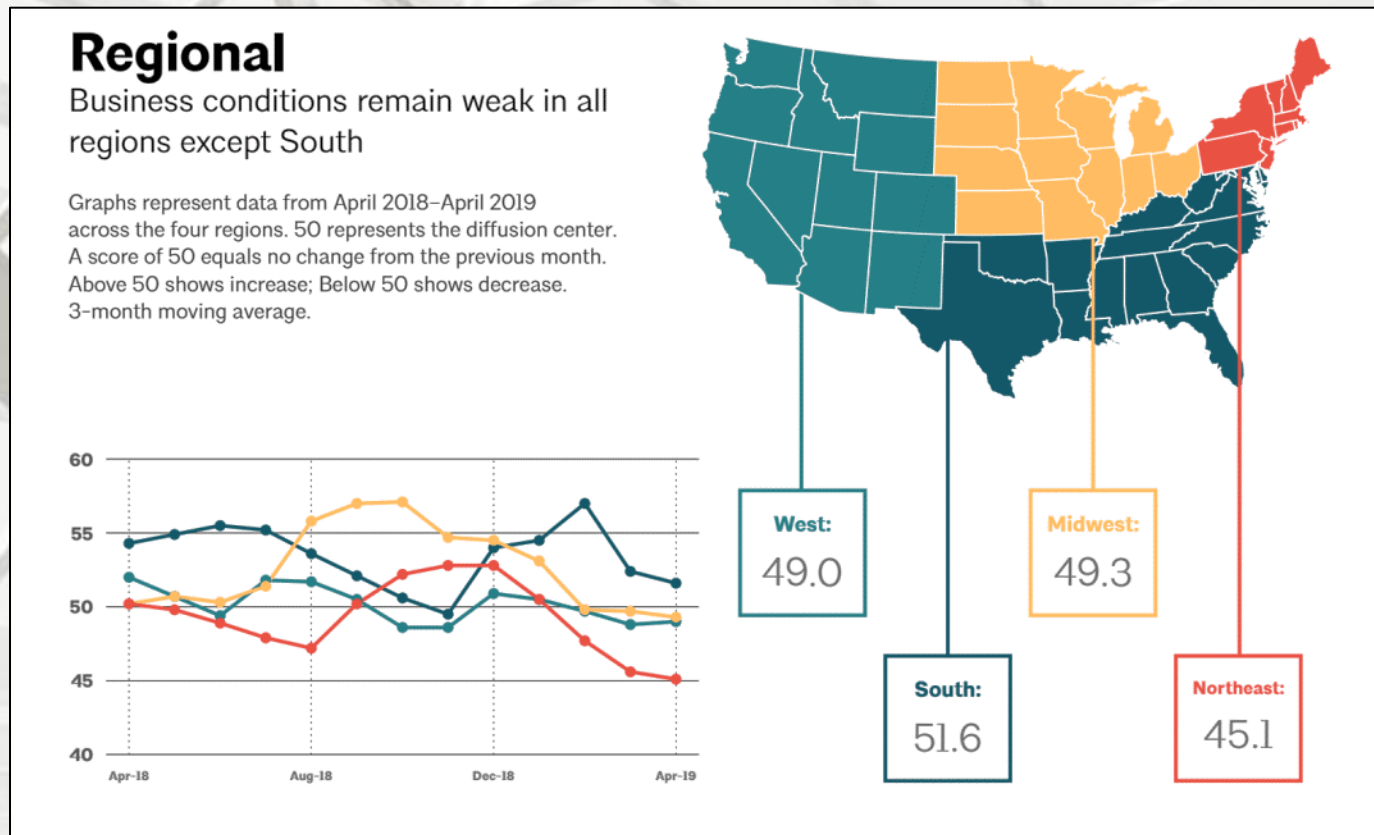 Regional
Business conditions remain weak in all
regions except South
Graphs represent data from April 2018–April 2019
across the four regions. 50 represents the diffusion center.
A score of 50 equals no change from the previous month.
Above 50 shows increase; Below 50 shows decrease.
3-month moving average.
60
55
50
45
40
Apr-18
Aug-18
Dec-18
Apr-19
West:
49.0
Midwest:
49.3
South:
51.6
Northeast:
45.1